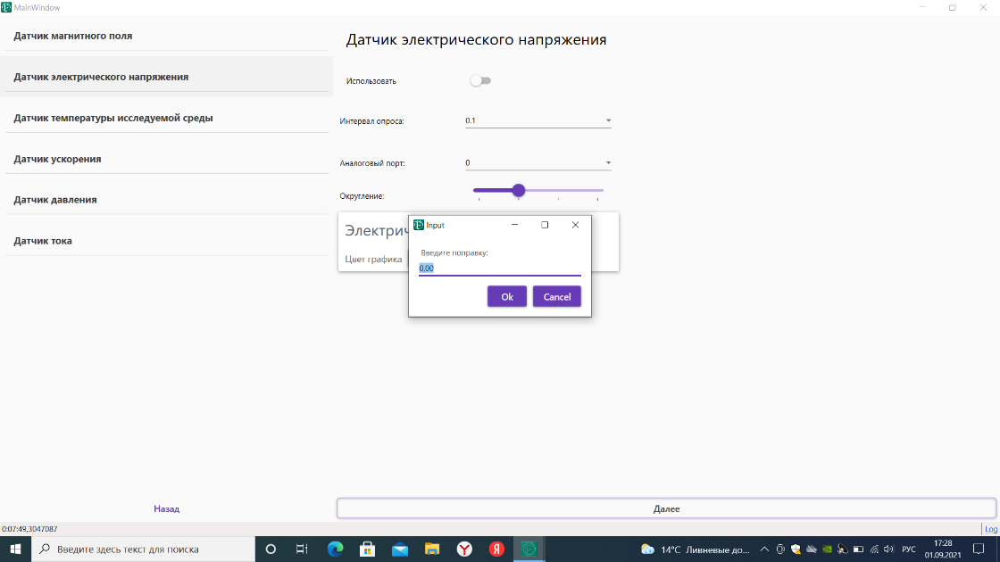 MainWindow
Датчик магнитного поля
Датчик электрического напряжения
Датчик температуры исследуемой среды
Датчик ускорения
Датчик давления
Датчик тока
Датчик электрического напряжения
Использовать
Интервал опроса:
0.1
Аналоговый порт:
0
Округление:
Электрич
Цвет графика
Input
Введите поправку:
0,00
Ok
Cancel
Назад
Далее
0:07:49,3047087
Log
Введите здесь текст для поиска
14°C Ливневые до...
РУС
17:28
01.09.2021